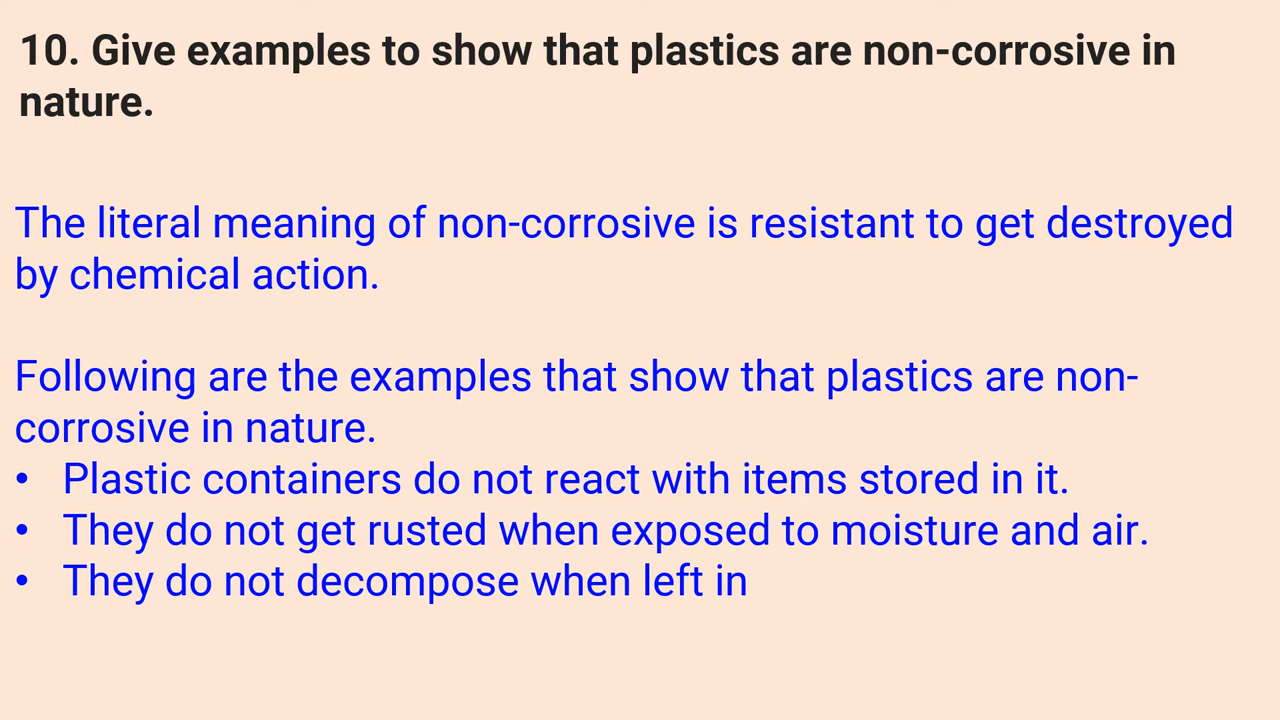 10. Give examples to show that plastics are non-corrosive in
nature.
The literal meaning of non-corrosive is resistant to get destroyed
by chemical action.
Following are the examples that show that plastics are non-
corrosive in nature.
• Plastic containers do not react with items stored in it.
• They do not get rusted when exposed to moisture and air.
• They do not decompose when left in